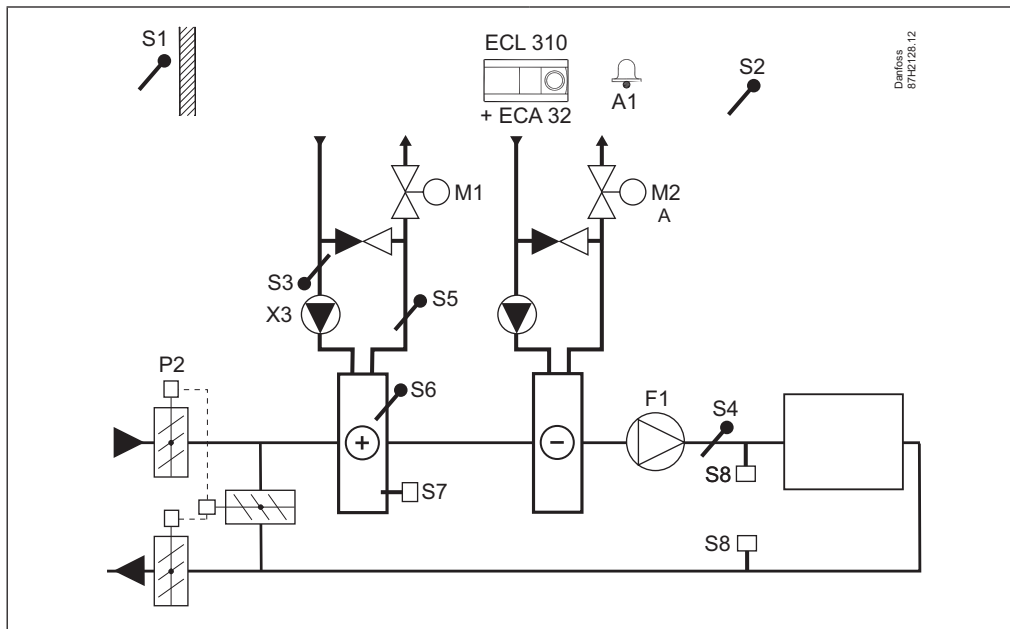 S1
ECL 310
+ ECA 32
A1
S2
Danfoss
87H2128.12
M1
M2
A
S3
X3
S5
P2
S6
F1
S4
+
−
S7
S8
S8